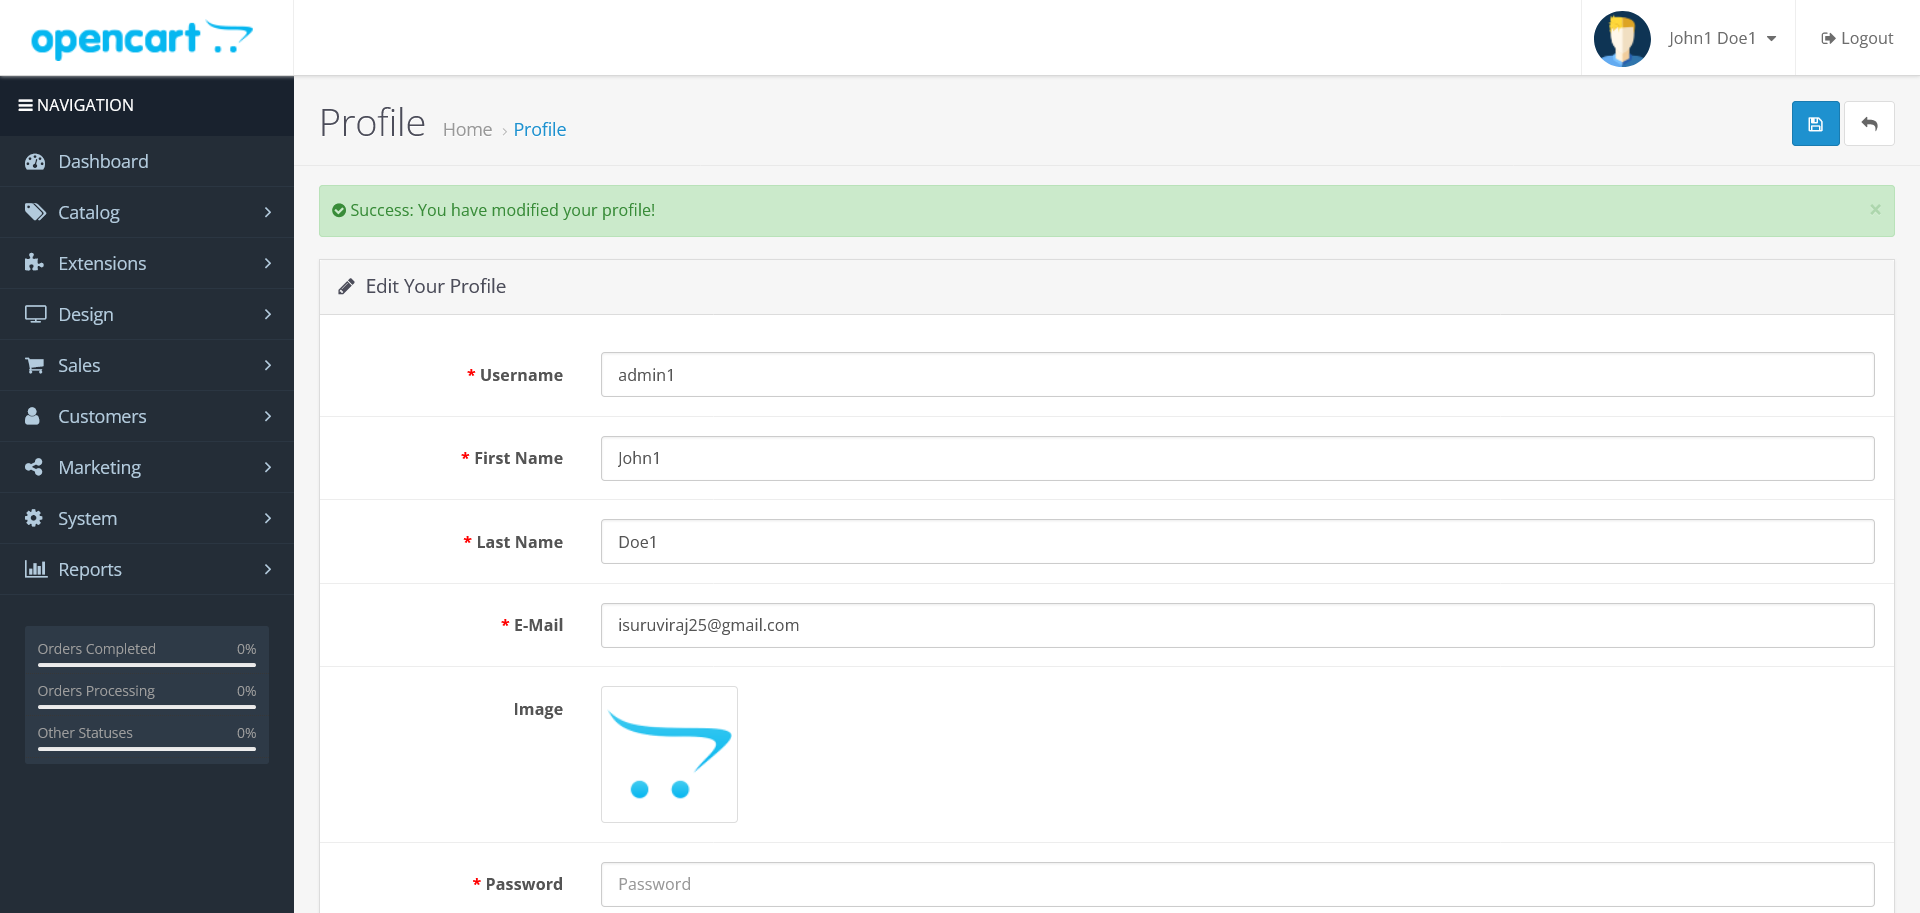 opencart
John1 Doe1
Logout
NAVIGATION
Profile
Home › Profile
Dashboard
Catalog
Extensions
Design
Sales
Customers
Marketing
System
Reports
Orders Completed 0%
Orders Processing 0%
Other Statuses 0%
Success: You have modified your profile! ×
Edit Your Profile
* Username admin1
* First Name John1
* Last Name Doe1
* E-Mail isuruviraj25@gmail.com
Image
* Password Password